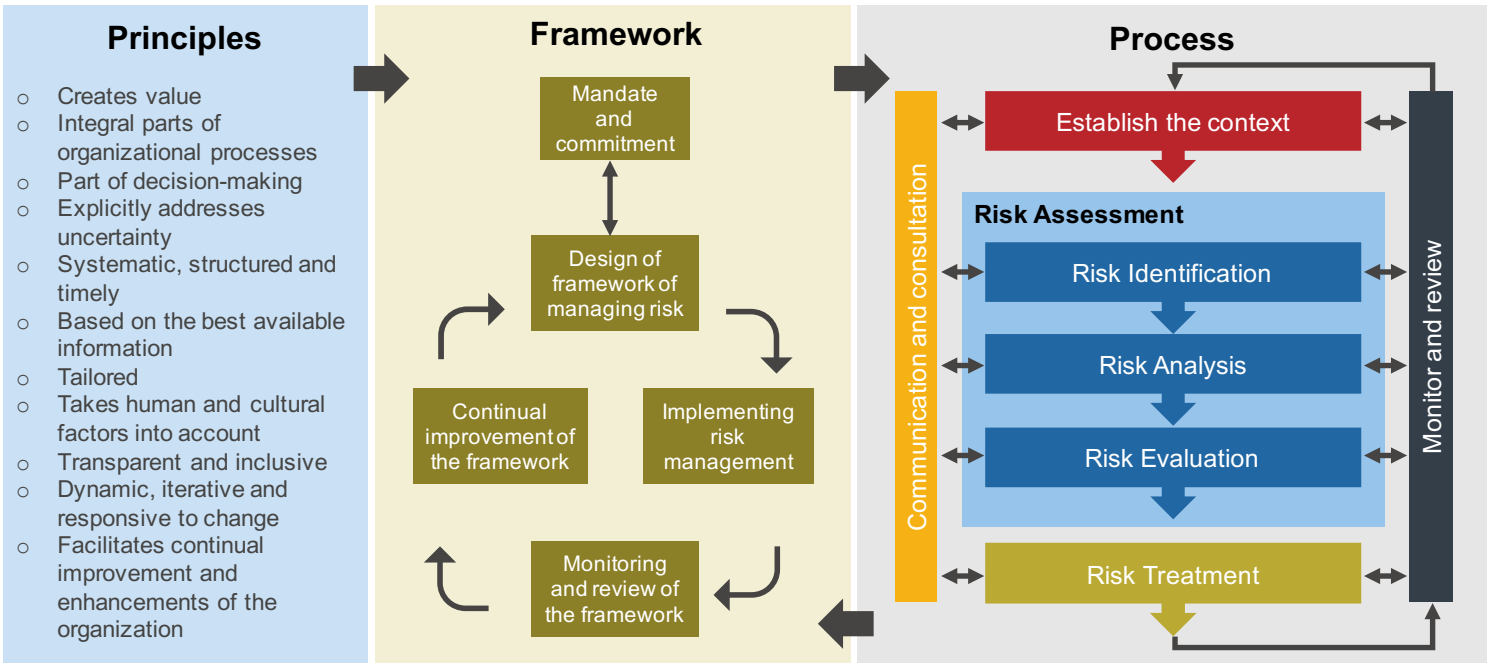 Principles
○ Creates value
○ Integral parts of
organizational processes
○ Part of decision-making
○ Explicitly addresses
uncertainty
○ Systematic, structured and
timely
○ Based on the best available
information
○ Tailored
○ Takes human and cultural
factors into account
○ Transparent and inclusive
○ Dynamic, iterative and
responsive to change
○ Facilitates continual
improvement and
enhancements of the
organization
Framework
Mandate
and
commitment
Design of
framework of
managing risk
Continual
improvement of
the framework
Implementing
risk
management
Monitoring
and review of
the framework
Process
Communication and consultation
Establish the context
Risk Assessment
Risk Identification
Risk Analysis
Risk Evaluation
Risk Treatment
Monitor and review